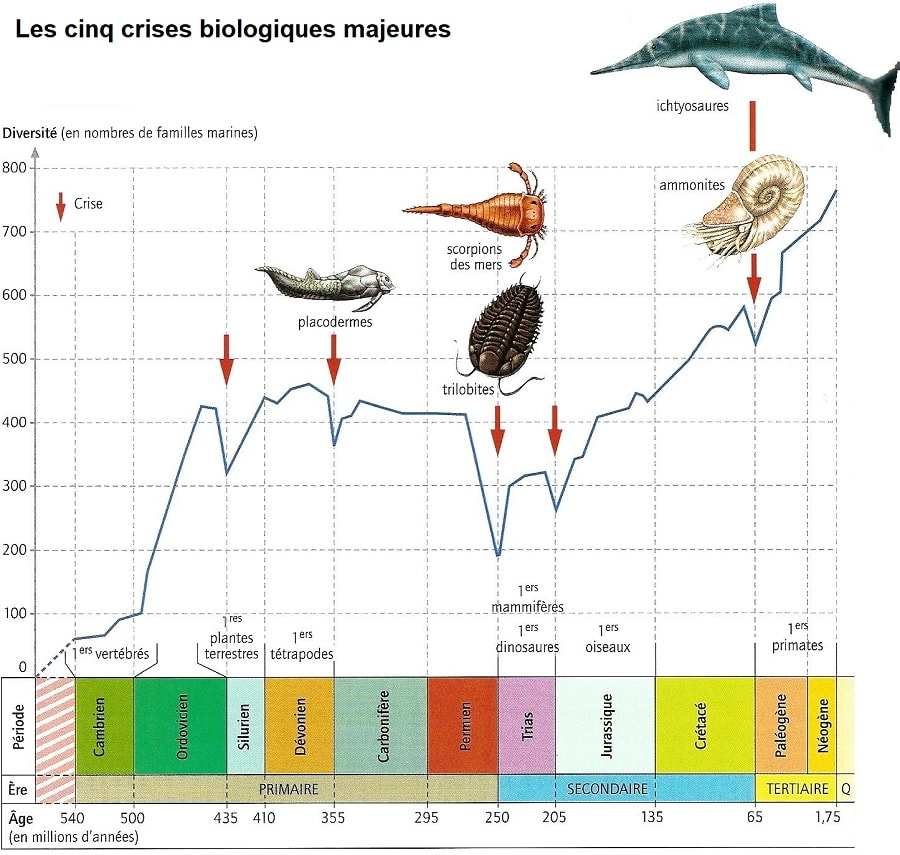 Les cinq crises biologiques majeures
ichtyosaures
Diversité (en nombres de familles marines)
800
Crise
ammonites
700
scorpions
des mers
600
placodermes
500
trilobites
400
300
200
1ers
mammifères
100
1res
plantes
terrestres
1ers vertébrés
1ers
tétrapodes
1ers
dinosaures
1ers
oiseaux
1ers
primates
0
Période
Cambrien
Ordovicien
Silurien
Dévonien
Carbonifère
Permien
Trias
Jurassique
Crétacé
Paléogène
Néogène
Ère
PRIMAIRE
SECONDAIRE
TERTIAIRE
Q
Âge
540 500 435 410 355 295 250 205 135 65 1,75
(en millions d'années)